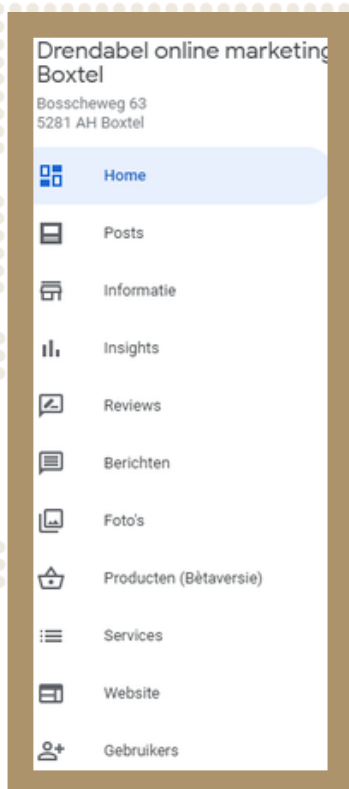 Drendabel online marketing
Boxtel
Bosscheweg 63
5281 AH Boxtel
Home
Posts
Informatie
Insights
Reviews
Berichten
Foto's
Producten (Bètaversie)
Services
Website
Gebruikers